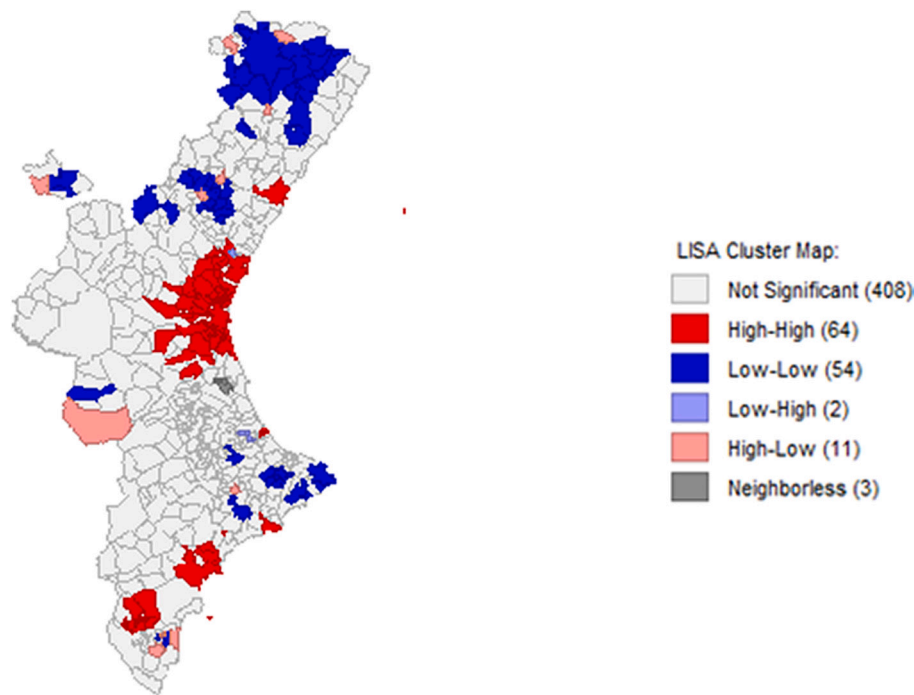 LISA Cluster Map:
Not Significant (408)
High-High (64)
Low-Low (54)
Low-High (2)
High-Low (11)
Neighborless (3)